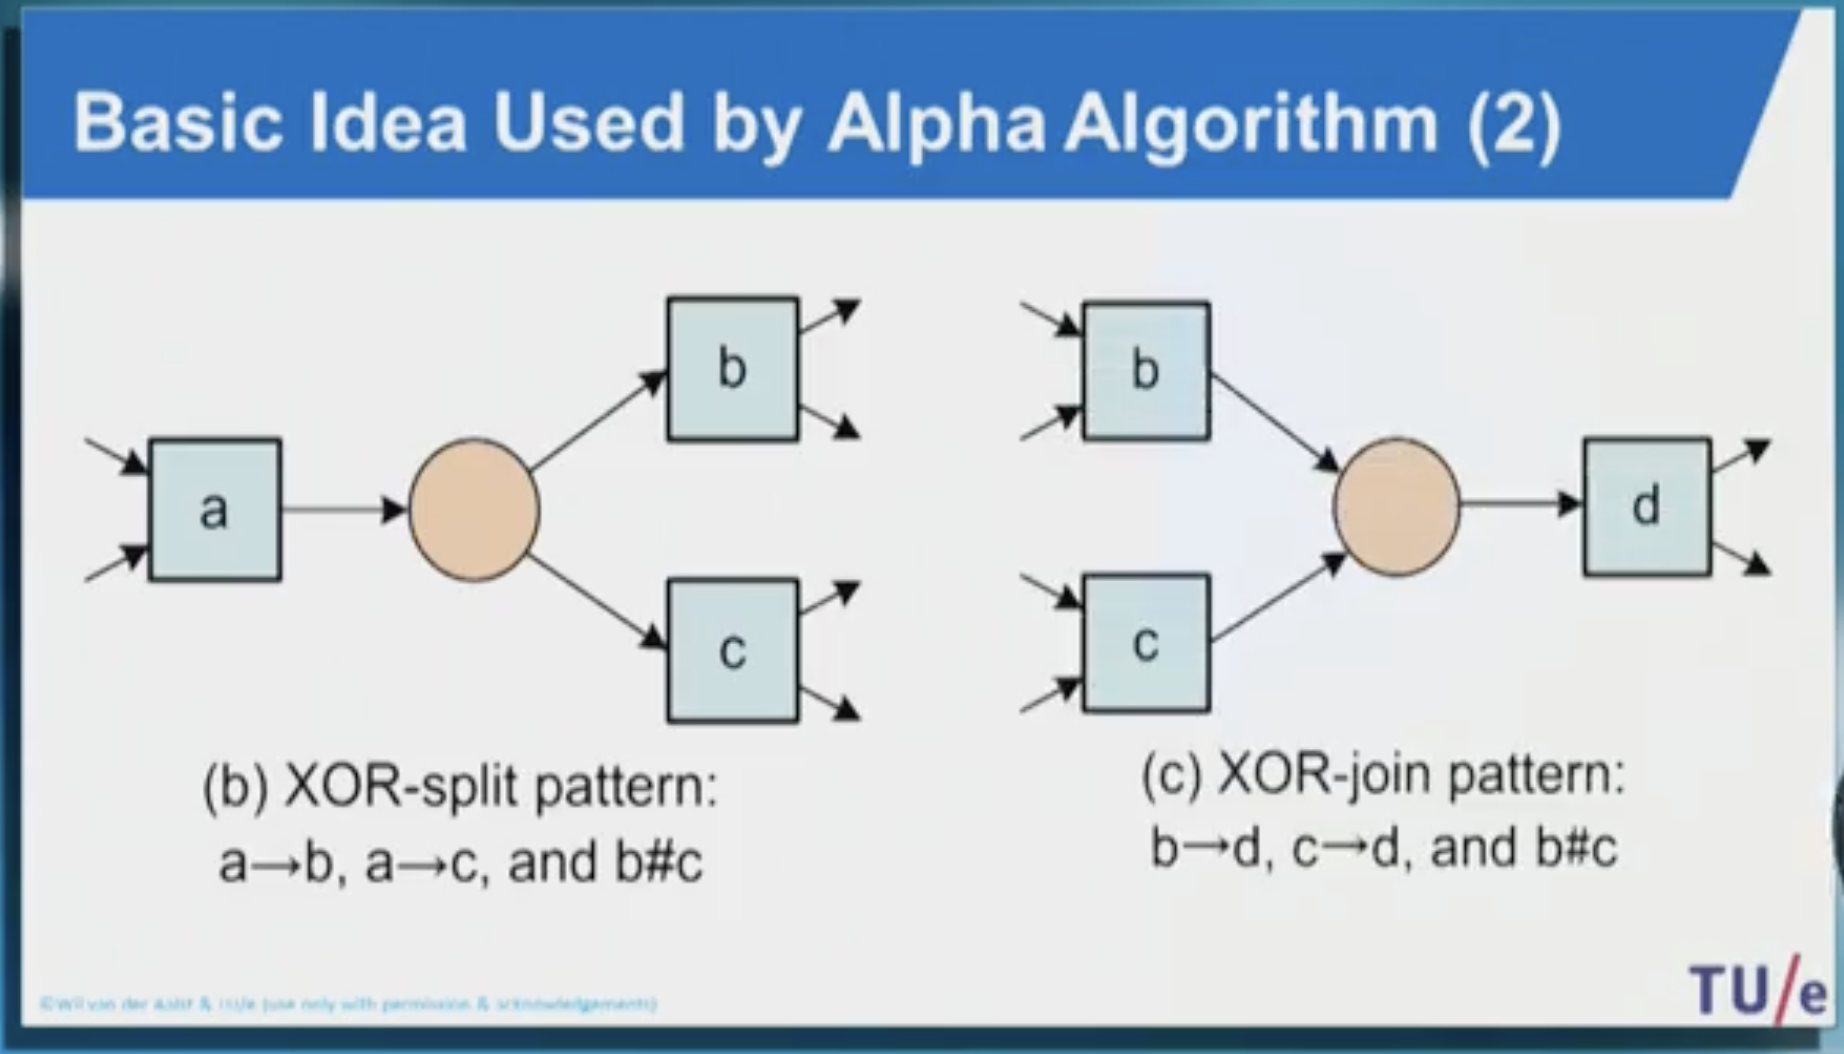 Basic Idea Used by Alpha Algorithm (2)
a
b
c
(b) XOR-split pattern:
a→b, a→c, and b#c
b
c
d
(c) XOR-join pattern:
b→d, c→d, and b#c
©Wil van der Aalst & TU/e (use only with permission & acknowledgements)
TU/e